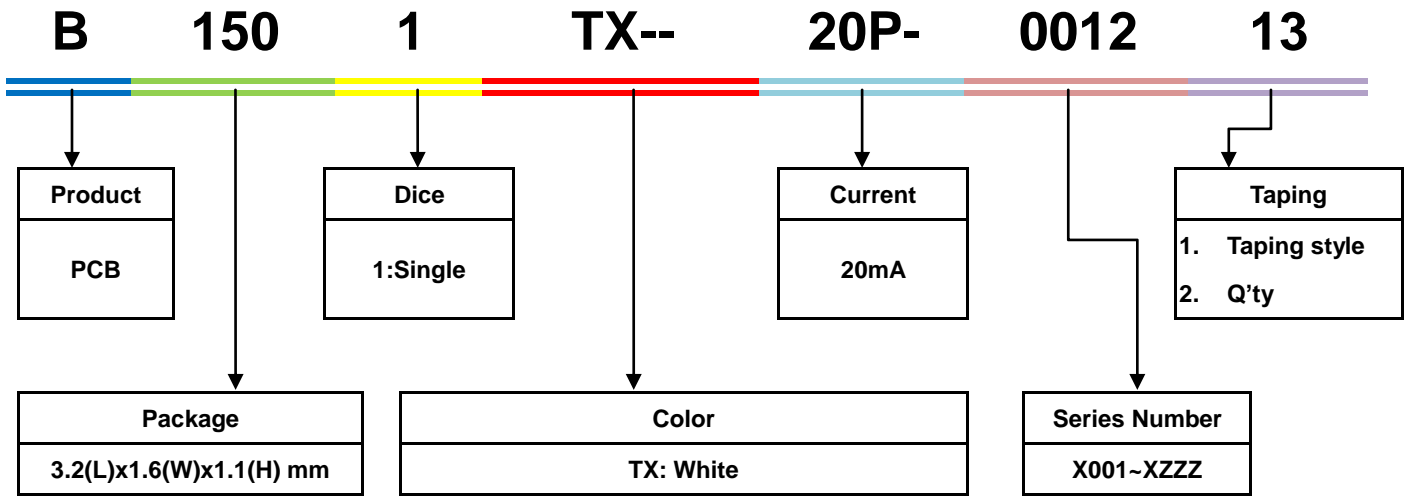 B 150 1 TX-- 20P- 0012 13
Product
PCB
Dice
1:Single
Current
20mA
Taping
1. Taping style
2. Q’ty
Package
3.2(L)x1.6(W)x1.1(H) mm
Color
TX: White
Series Number
X001~XZZZ